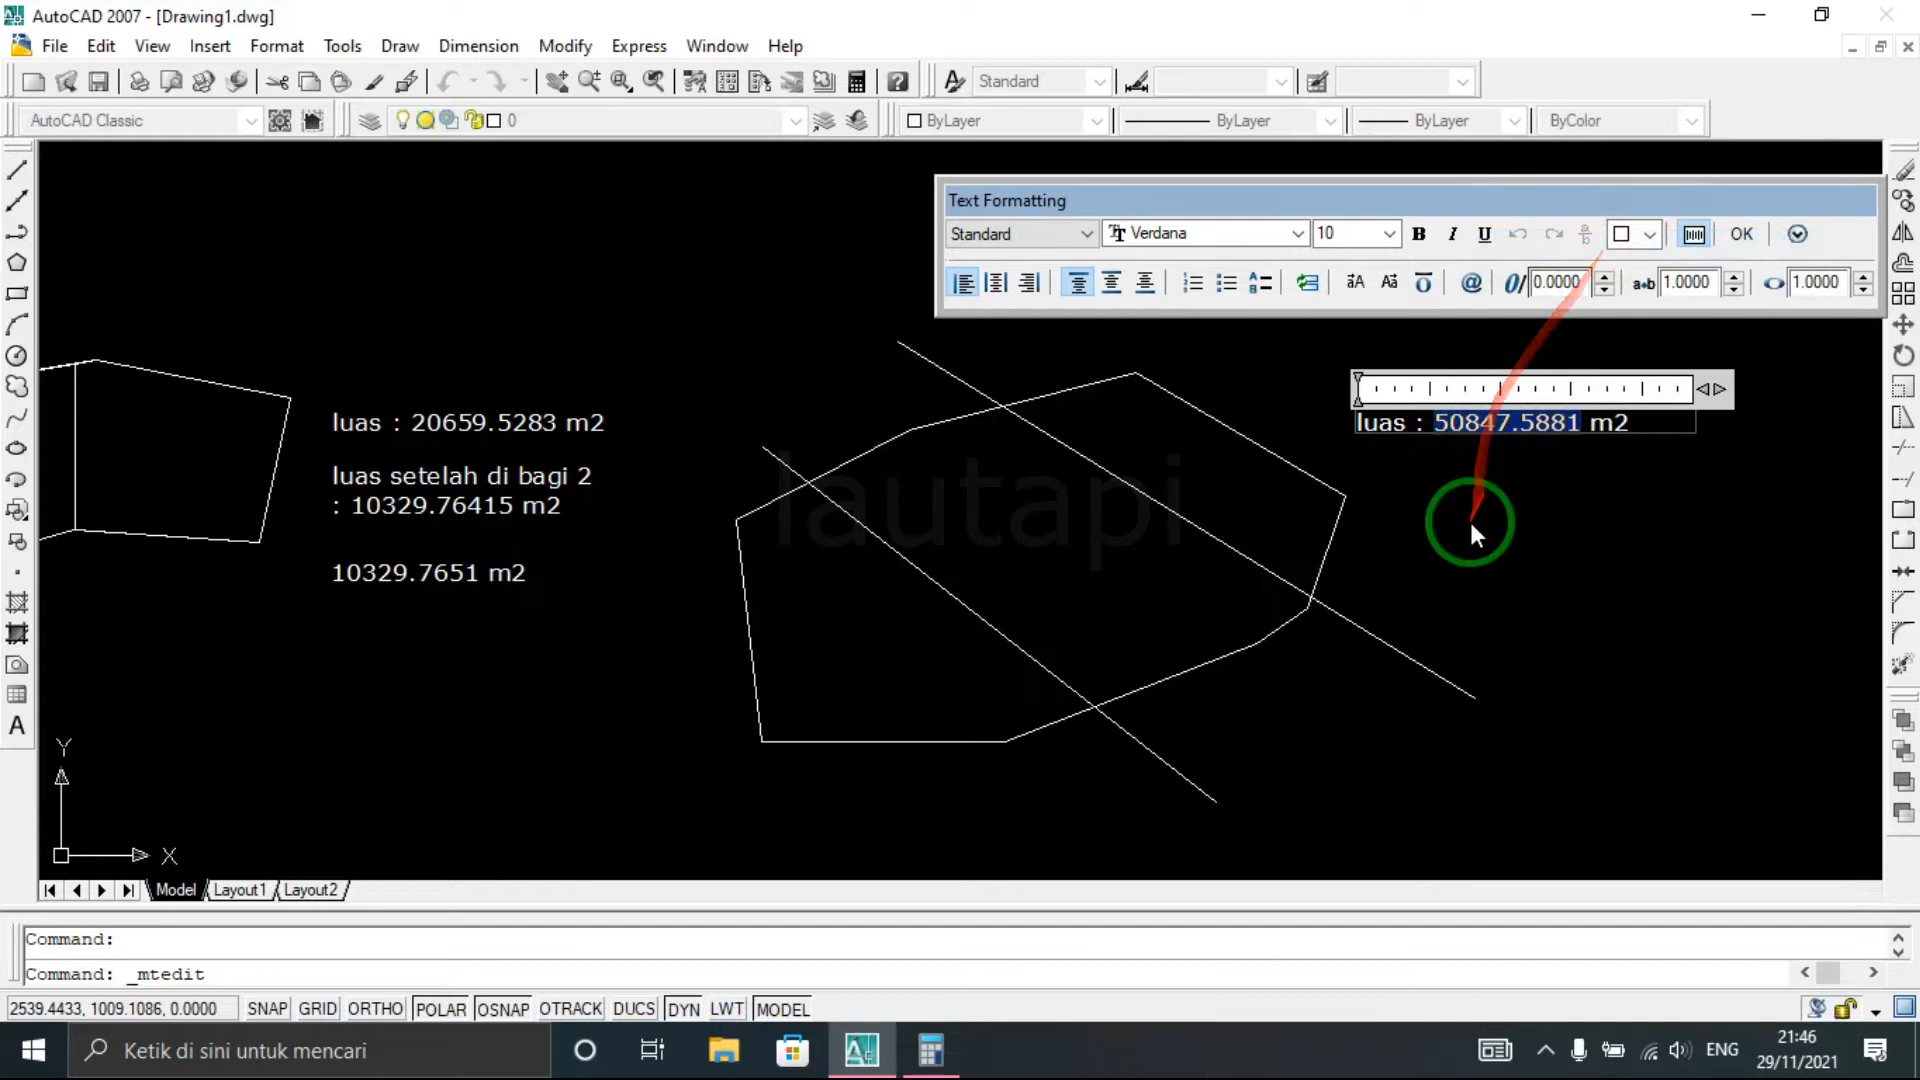 AutoCAD 2007 - [Drawing1.dwg]
File Edit View Insert Format Tools Draw Dimension Modify Express Window Help
Standard
AutoCAD Classic 0 ByLayer ByLayer ByLayer ByColor
Text Formatting
Standard Verdana 10 B I U OK
@ 0/ 0.0000 a•b 1.0000 1.0000
luas : 20659.5283 m2
luas : 50847.5881 m2
luas setelah di bagi 2
: 10329.76415 m2
lautapi
10329.7651 m2
Y
X
Model Layout1 Layout2
Command:
Command: _mtedit
2539.4433, 1009.1086, 0.0000 SNAP GRID ORTHO POLAR OSNAP OTRACK DUCS DYN LWT MODEL
Ketik di sini untuk mencari
ENG
21:46
29/11/2021